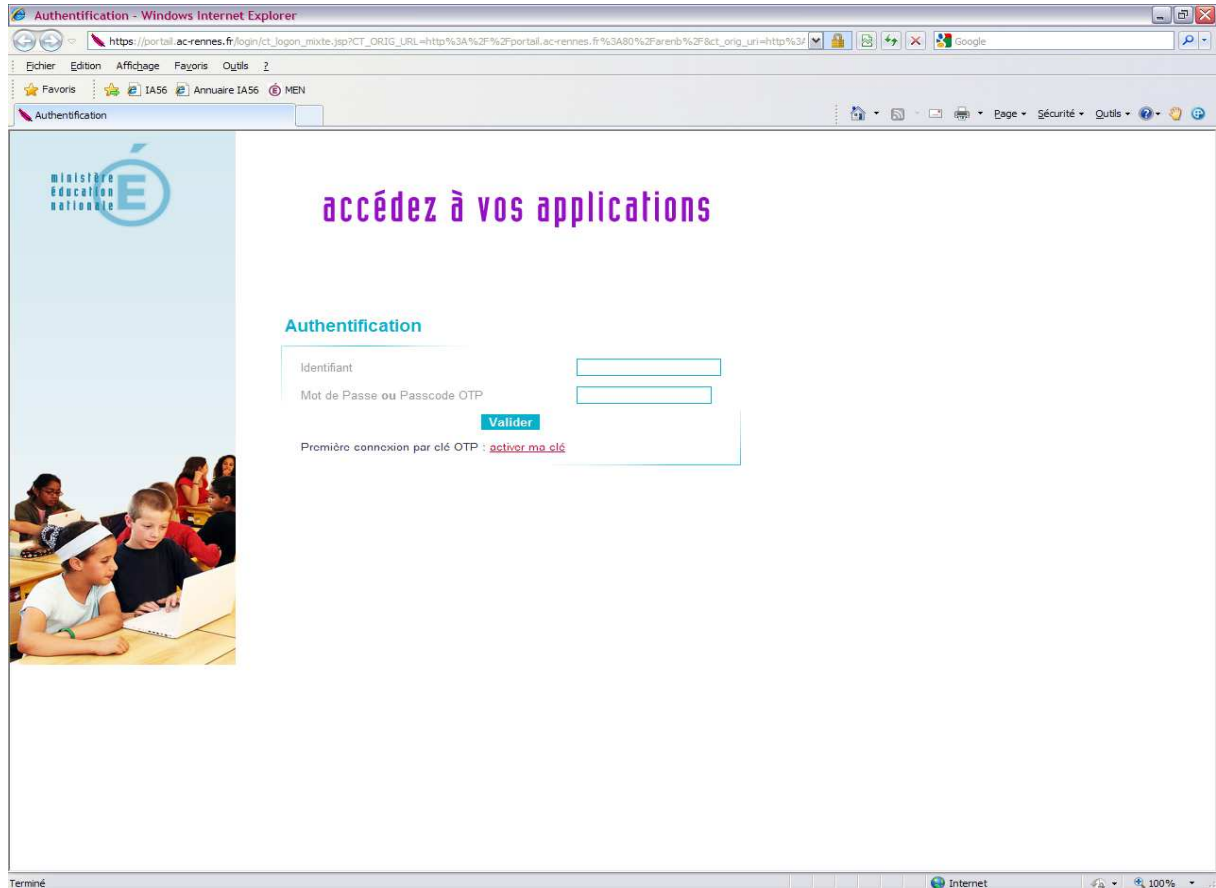 Authentification - Windows Internet Explorer
https://portail.ac-rennes.fr/login/ct_logon_mixte.jsp?CT_ORIG_URL=http%3A%2F%2Fportail.ac-rennes.fr%3A80%2Farenb%2F&ct_orig_uri=http%3A
Google
Fichier Edition Affichage Favoris Outils ?
Favoris IA56 Annuaire IA56 MEN
Authentification
Page Sécurité Outils
ministère
éducation
nationale
É
accédez à vos applications
Authentification
Identifiant
Mot de Passe ou Passcode OTP
Valider
Première connexion par clé OTP : activer ma clé
Terminé
Internet
100%